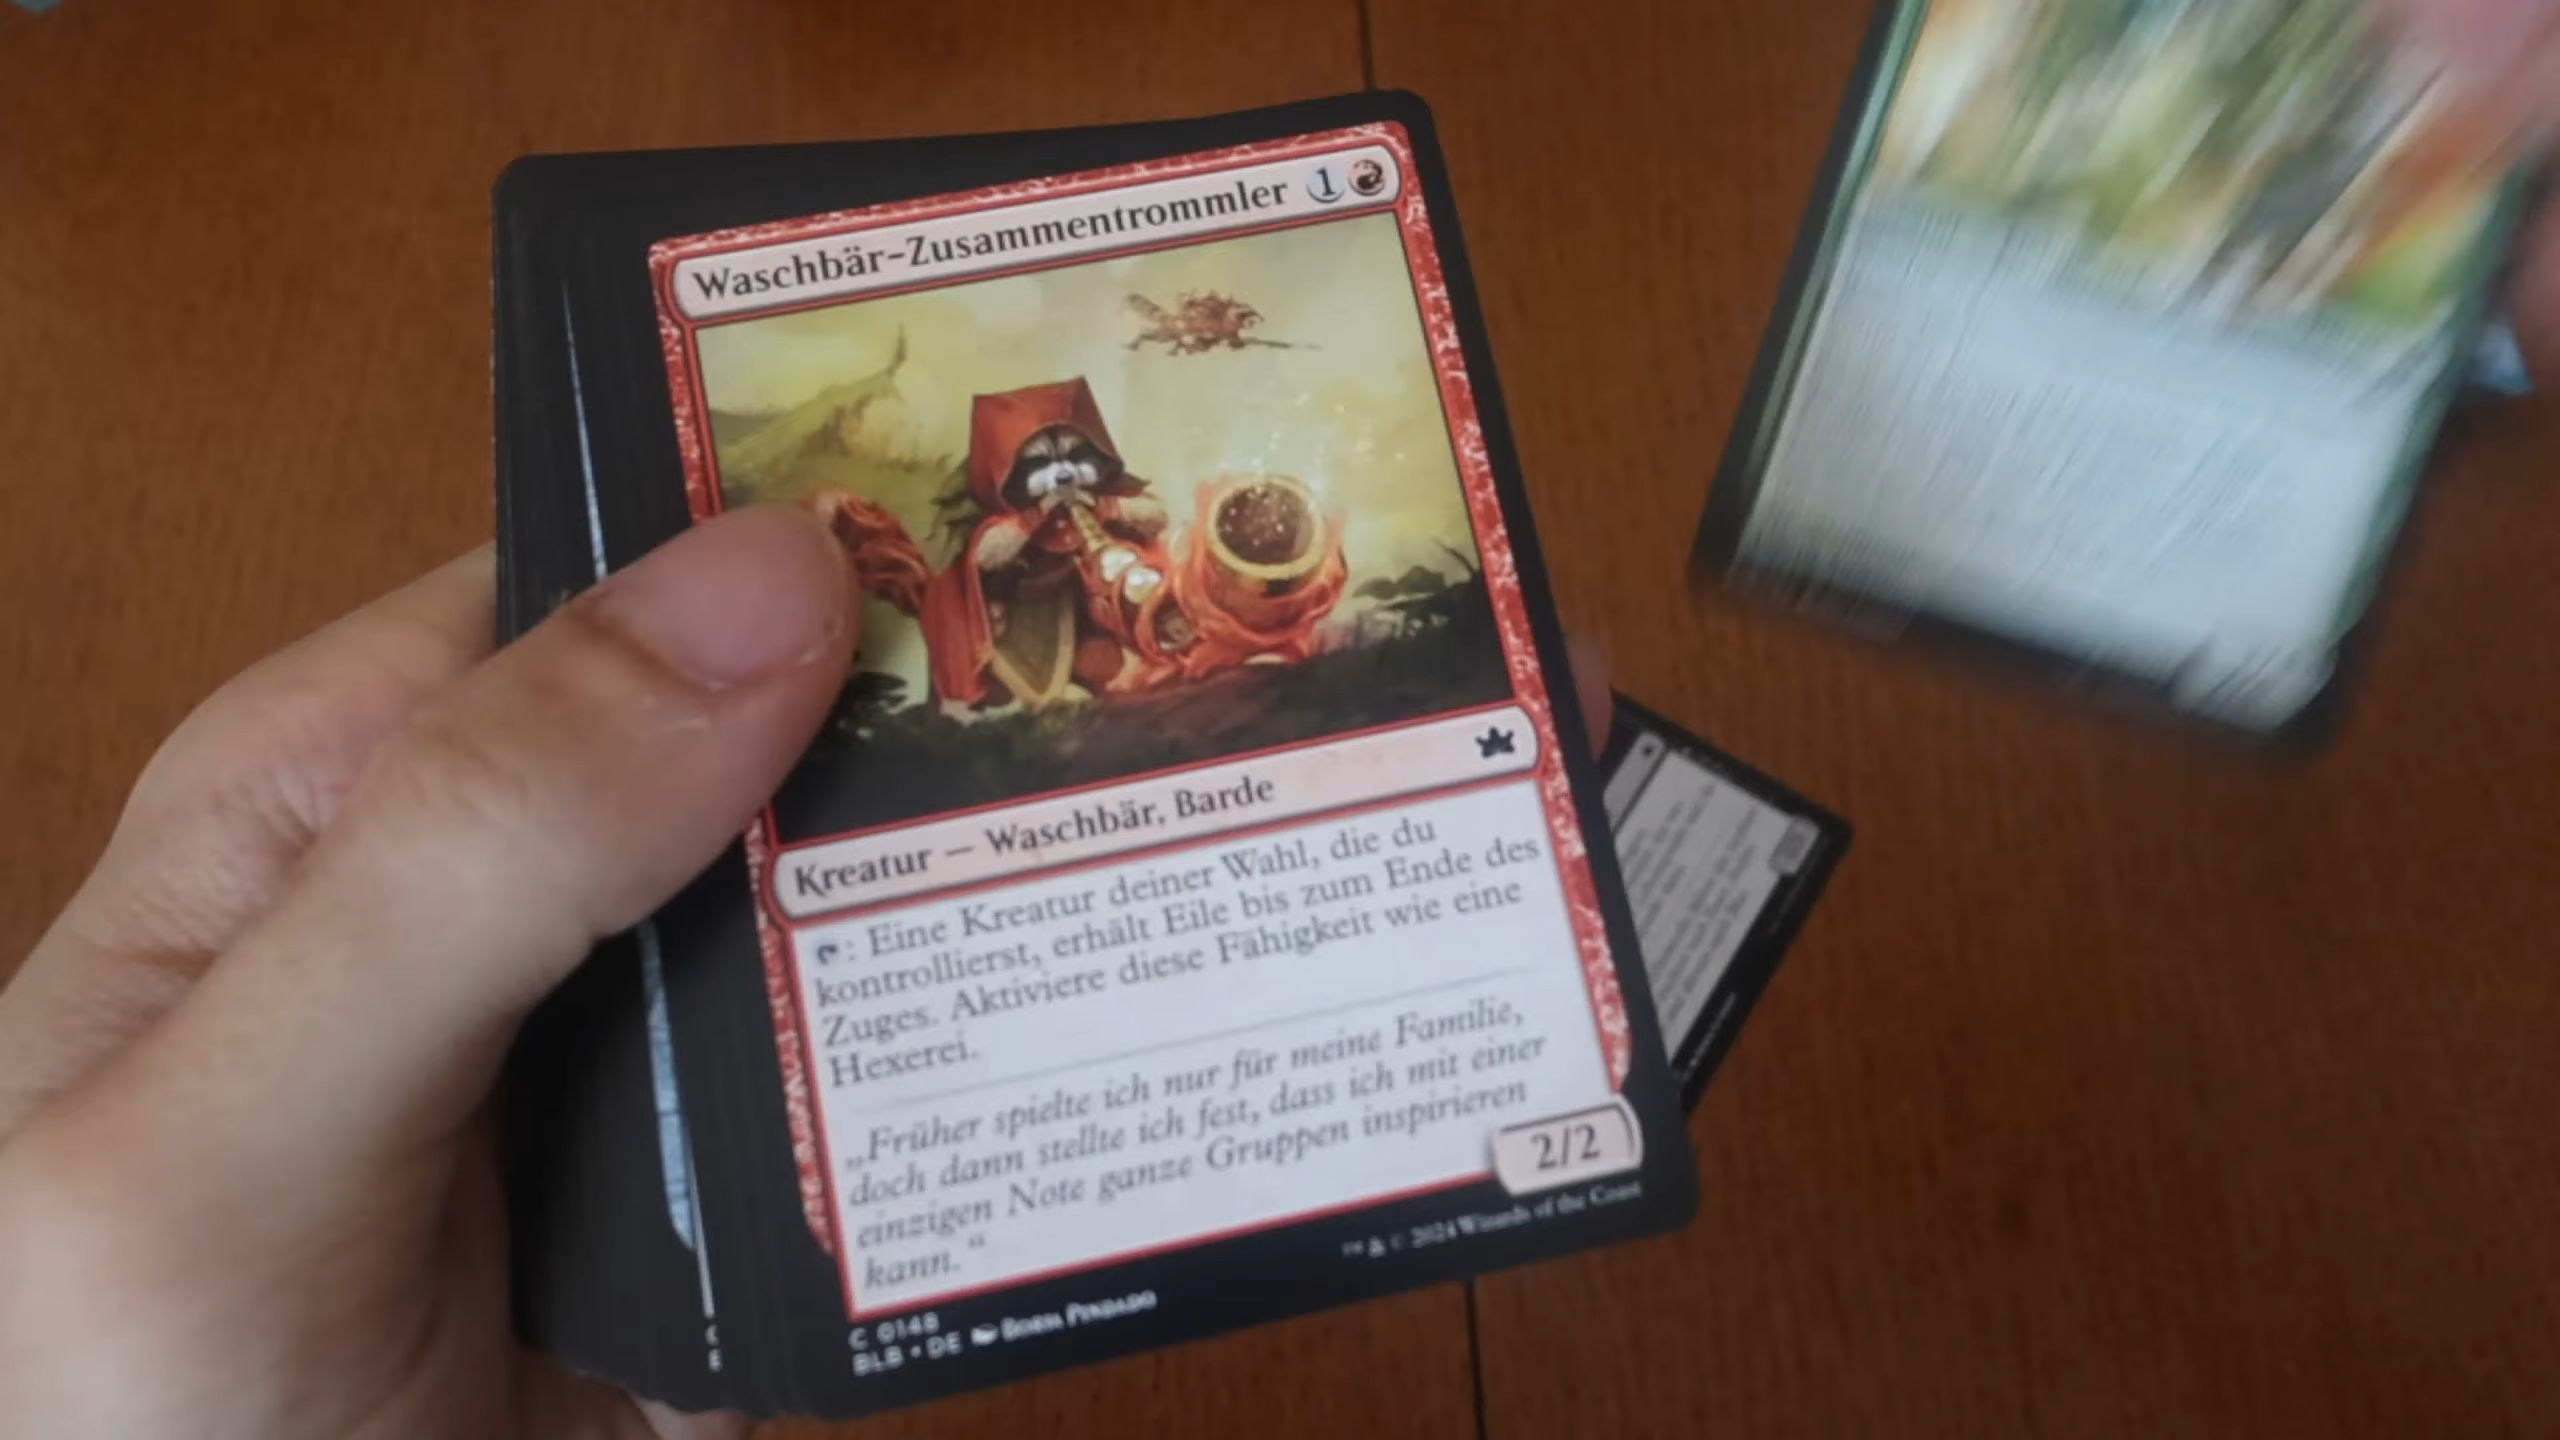 Waschbär-Zusammentrommler 1
Kreatur — Waschbär, Barde
: Eine Kreatur deiner Wahl, die du
kontrollierst, erhält Eile bis zum Ende des
Zuges. Aktiviere diese Fähigkeit wie eine
Hexerei.
„Früher spielte ich nur für meine Familie,
doch dann stellte ich fest, dass ich mit einer
einzigen Note ganze Gruppen inspirieren
kann.“
2/2
™ & © 2024 Wizards of the Coast
C 0148
BLB • DE Borja Pindado